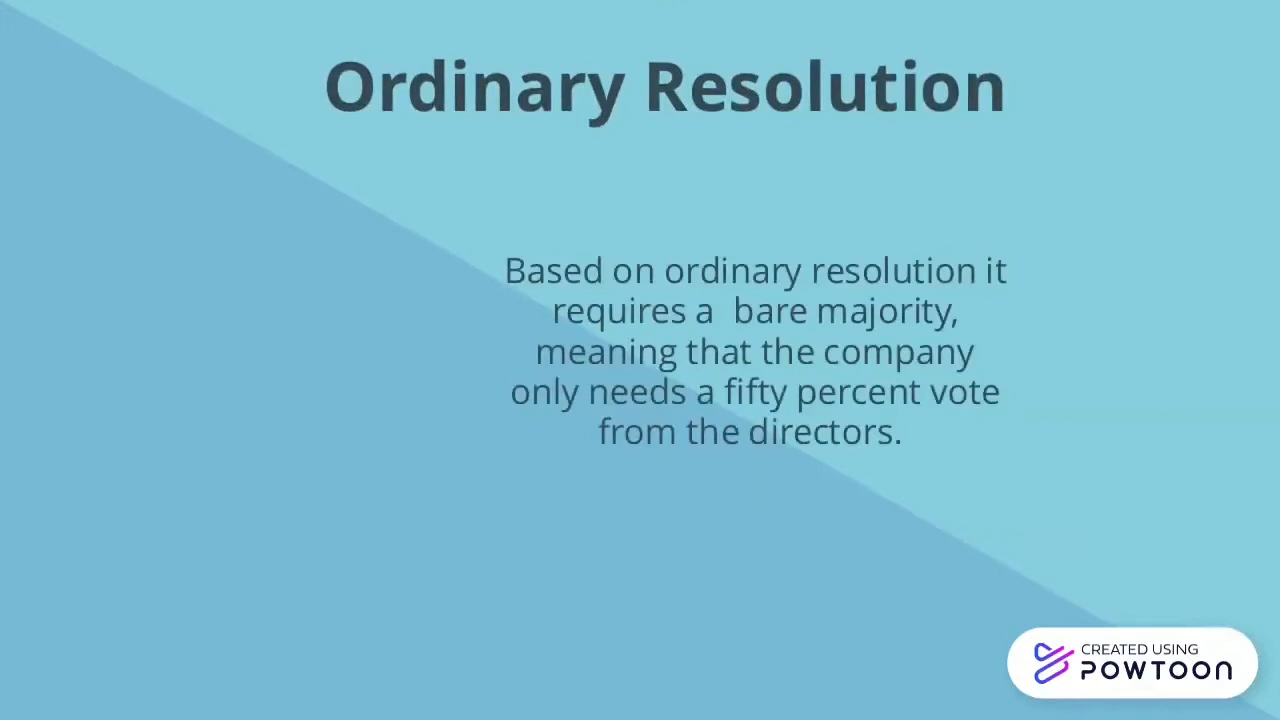 Ordinary Resolution
Based on ordinary resolution it
requires a  bare majority,
meaning that the company
only needs a fifty percent vote
from the directors.
CREATED USING
POWTOON